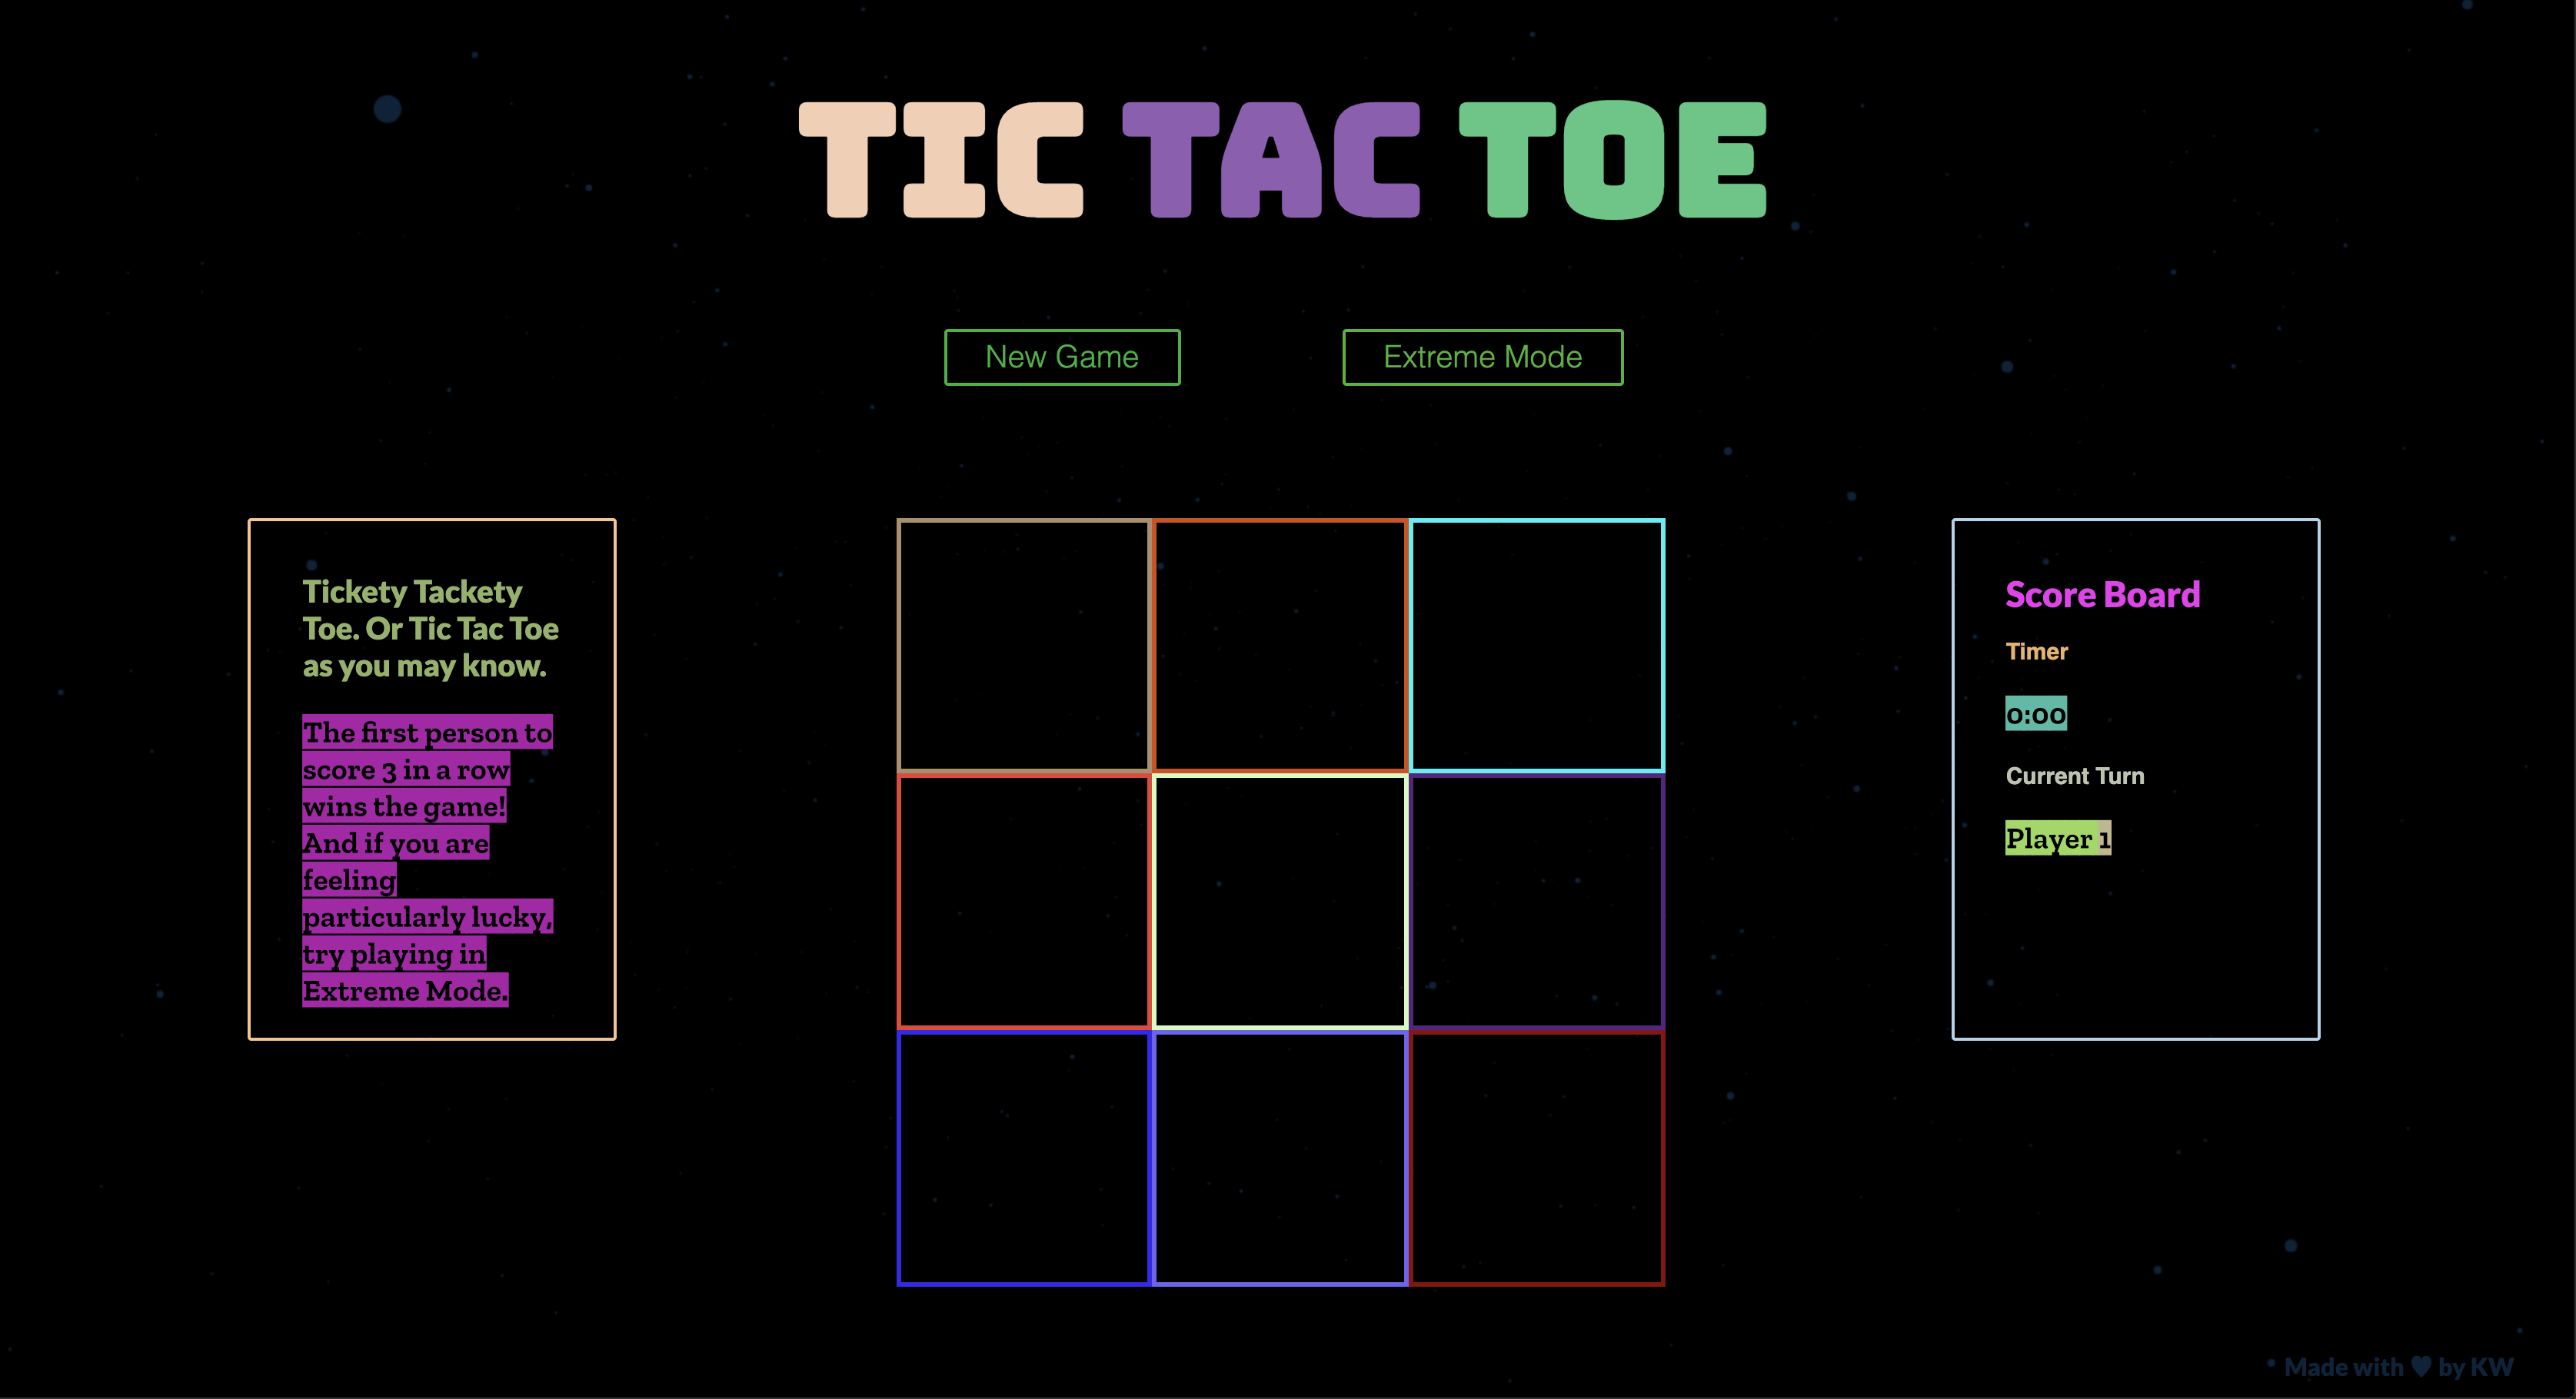 TIC TAC TOE
New Game
Extreme Mode
Tickety Tackety
Toe. Or Tic Tac Toe
as you may know.
The first person to
score 3 in a row
wins the game!
And if you are
feeling
particularly lucky,
try playing in
Extreme Mode.
Score Board
Timer
0:00
Current Turn
Player 1
Made with ♥ by KW